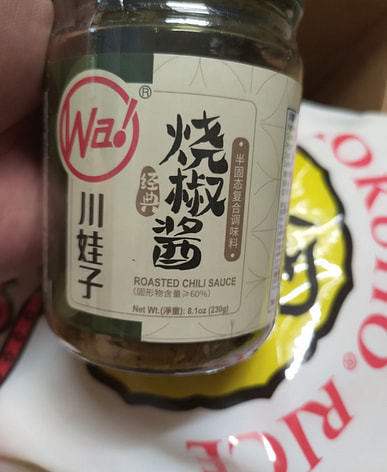 Wa!®
川娃子
烧椒酱
经典
半固态复合调味料
ROASTED CHILI SAUCE
(固形物含量≥60%)
Net Wt.(净重): 8.1oz (230g)
OKUHO® RICE